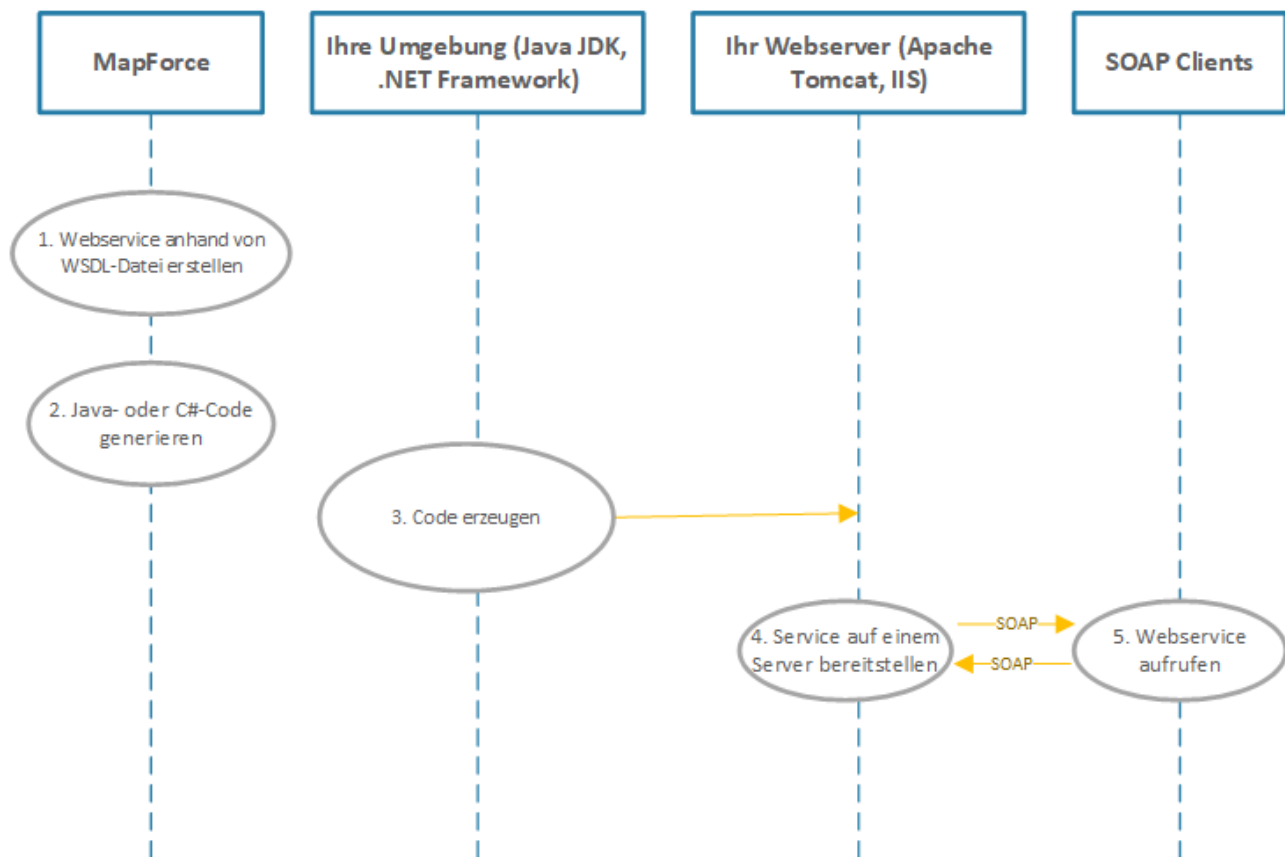 MapForce
Ihre Umgebung (Java JDK,
.NET Framework)
Ihr Webserver (Apache
Tomcat, IIS)
SOAP Clients
1. Webservice anhand von
WSDL-Datei erstellen
2. Java- oder C#-Code
generieren
3. Code erzeugen
4. Service auf einem
Server bereitstellen
SOAP
SOAP
5. Webservice
aufrufen